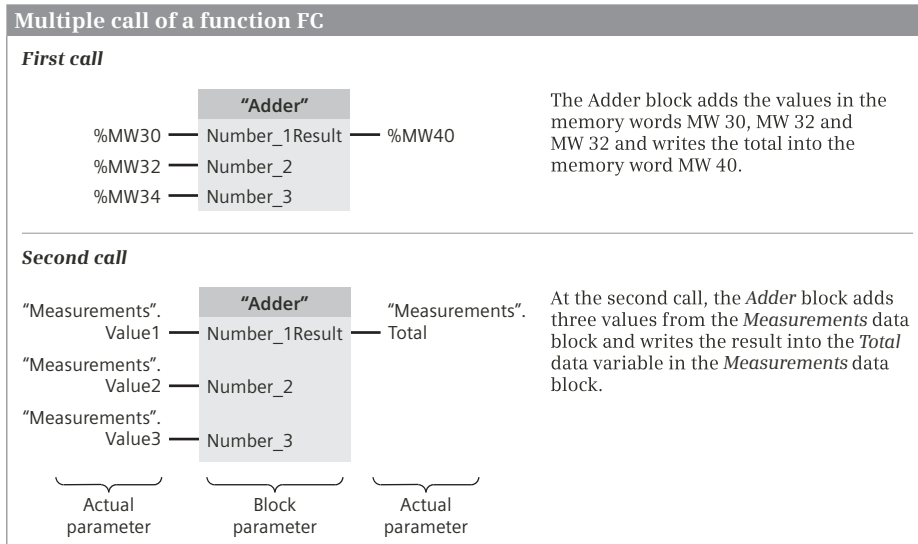 Multiple call of a function FC
First call
"Adder"
%MW30 Number_1Result %MW40
%MW32 Number_2
%MW34 Number_3
The Adder block adds the values in the
memory words MW 30, MW 32 and
MW 32 and writes the total into the
memory word MW 40.
Second call
"Adder"
"Measurements".
Value1 Number_1Result
"Measurements".
Total
"Measurements".
Value2 Number_2
"Measurements".
Value3 Number_3
At the second call, the Adder block adds
three values from the Measurements data
block and writes the result into the Total
data variable in the Measurements data
block.
Actual
parameter
Block
parameter
Actual
parameter